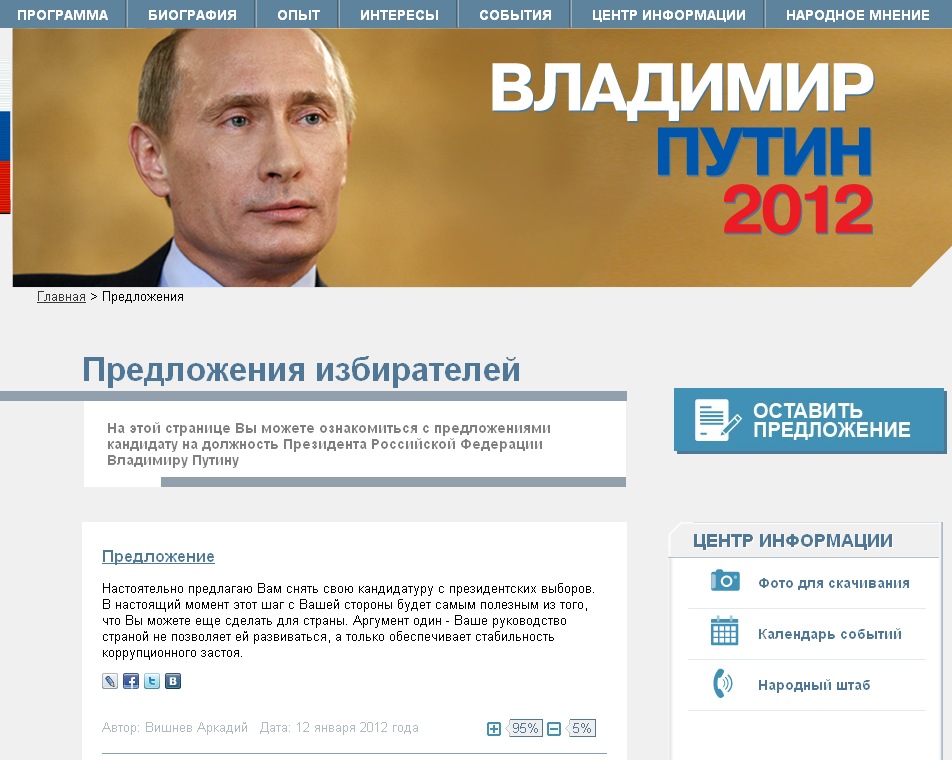 ПРОГРАММА БИОГРАФИЯ ОПЫТ ИНТЕРЕСЫ СОБЫТИЯ ЦЕНТР ИНФОРМАЦИИ НАРОДНОЕ МНЕНИЕ
ВЛАДИМИР
ПУТИН
2012
Главная > Предложения
Предложения избирателей
На этой странице Вы можете ознакомиться с предложениями
кандидату на должность Президента Российской Федерации
Владимиру Путину
ОСТАВИТЬ
ПРЕДЛОЖЕНИЕ
Предложение
Настоятельно предлагаю Вам снять свою кандидатуру с президентских выборов.
В настоящий момент этот шаг с Вашей стороны будет самым полезным из того,
что Вы можете еще сделать для страны. Аргумент один - Ваше руководство
страной не позволяет ей развиваться, а только обеспечивает стабильность
коррупционного застоя.
Автор: Вишнев Аркадий Дата: 12 января 2012 года
95% 5%
ЦЕНТР ИНФОРМАЦИИ
Фото для скачивания
Календарь событий
Народный штаб